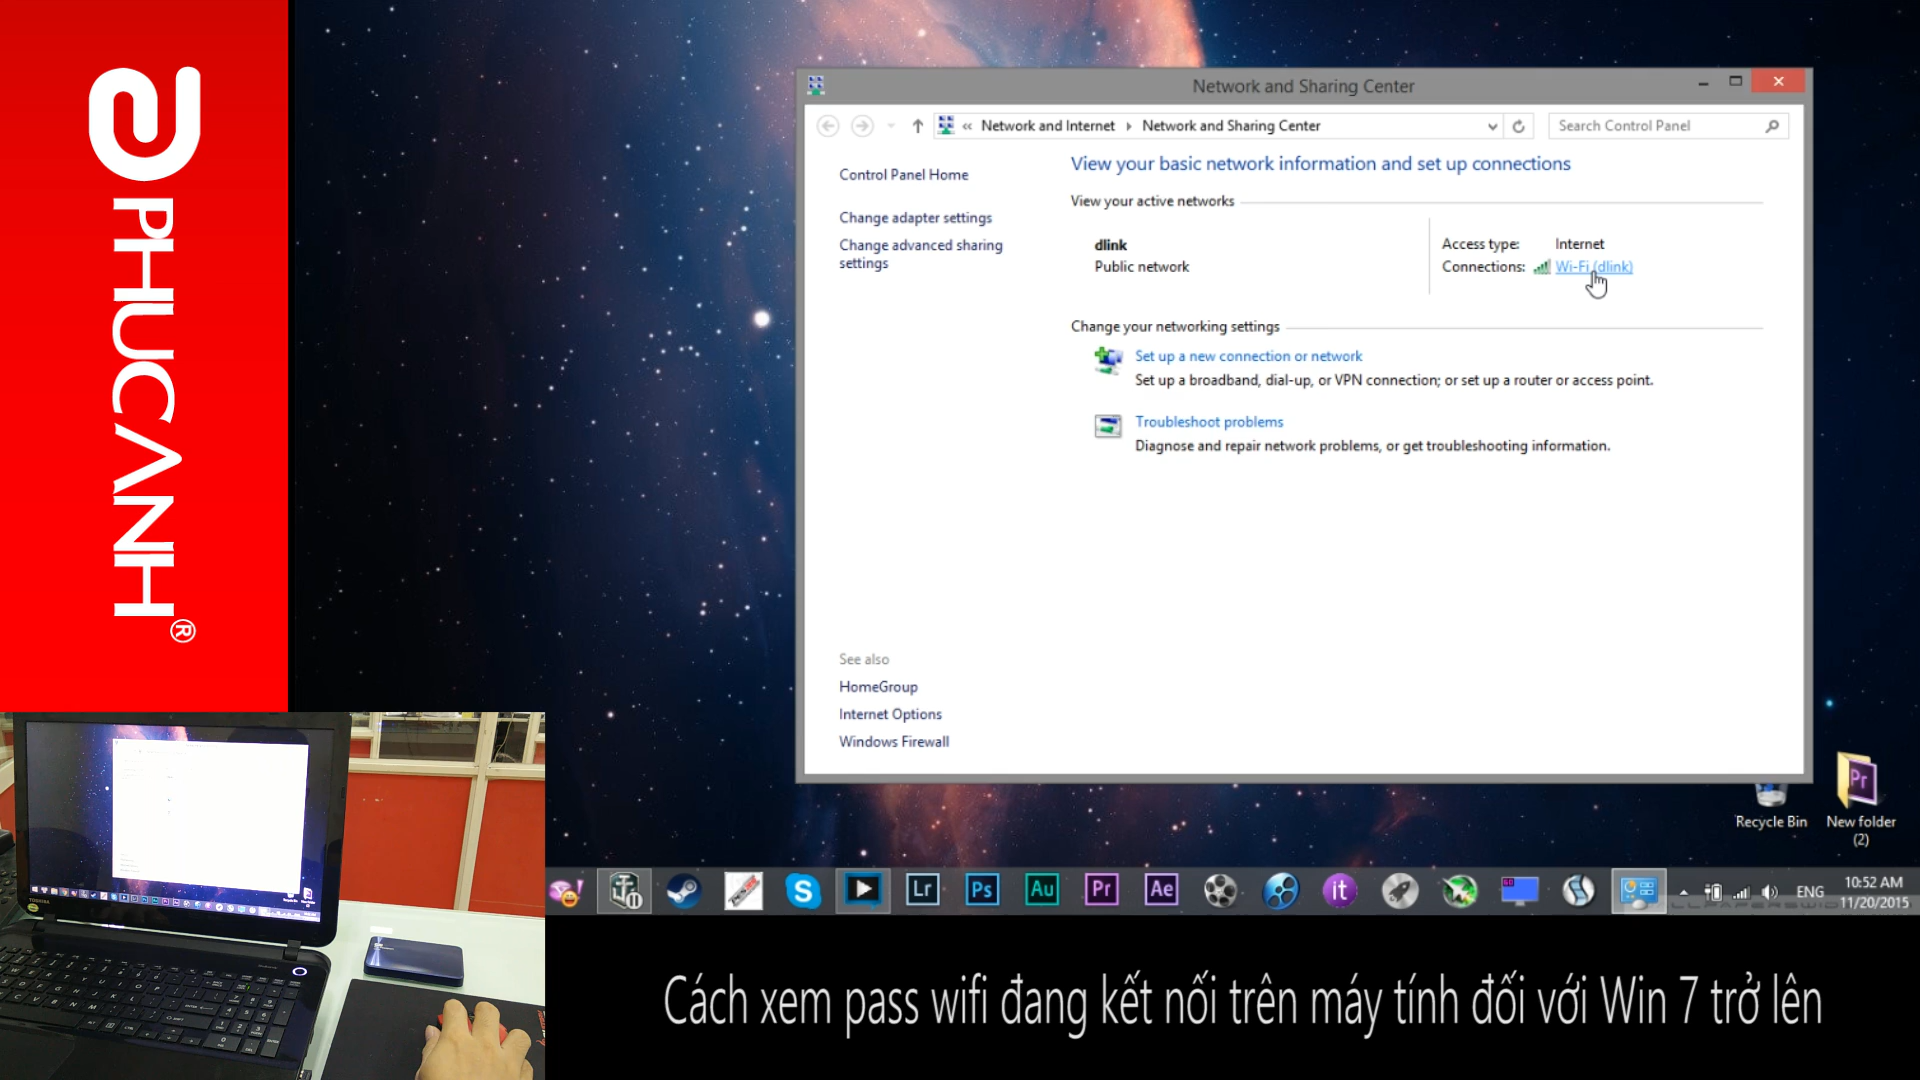 PHUCANH®
Network and Sharing Center
« Network and Internet Network and Sharing Center
Search Control Panel
Control Panel Home
Change adapter settings
Change advanced sharing
settings
View your basic network information and set up connections
View your active networks
dlink
Public network
Access type: Internet
Connections: Wi-Fi (dlink)
Change your networking settings
Set up a new connection or network
Set up a broadband, dial-up, or VPN connection; or set up a router or access point.
Troubleshoot problems
Diagnose and repair network problems, or get troubleshooting information.
See also
HomeGroup
Internet Options
Windows Firewall
Pr
Recycle Bin
New folder
(2)
Lr
Ps
Au
Pr
Ae
it
ENG
10:52 AM
11/20/2015
Cách xem pass wifi đang kết nối trên máy tính đối với Win 7 trở lên